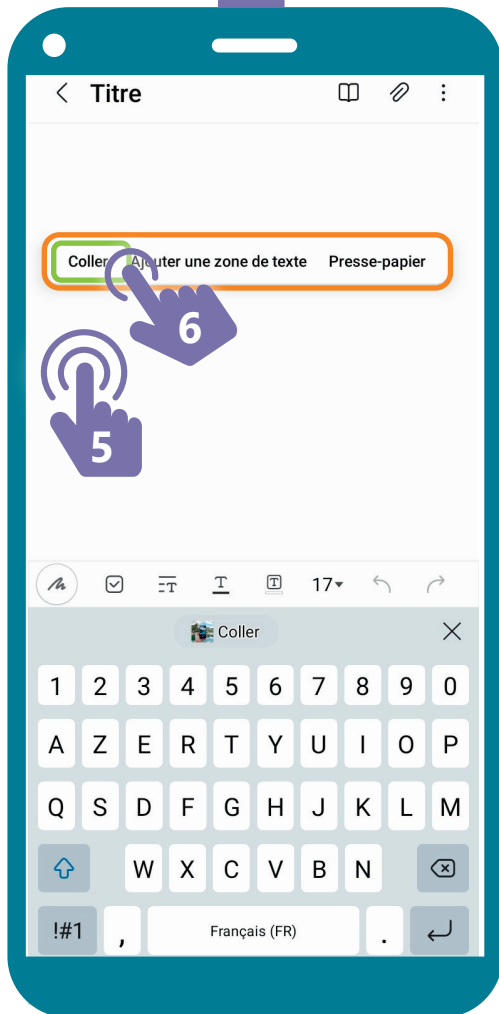 Titre
Coller Ajouter une zone de texte Presse-papier
6
5
T T T 17
Coller
1 2 3 4 5 6 7 8 9 0
A Z E R T Y U I O P
Q S D F G H J K L M
W X C V B N
!#1 , Français (FR) .